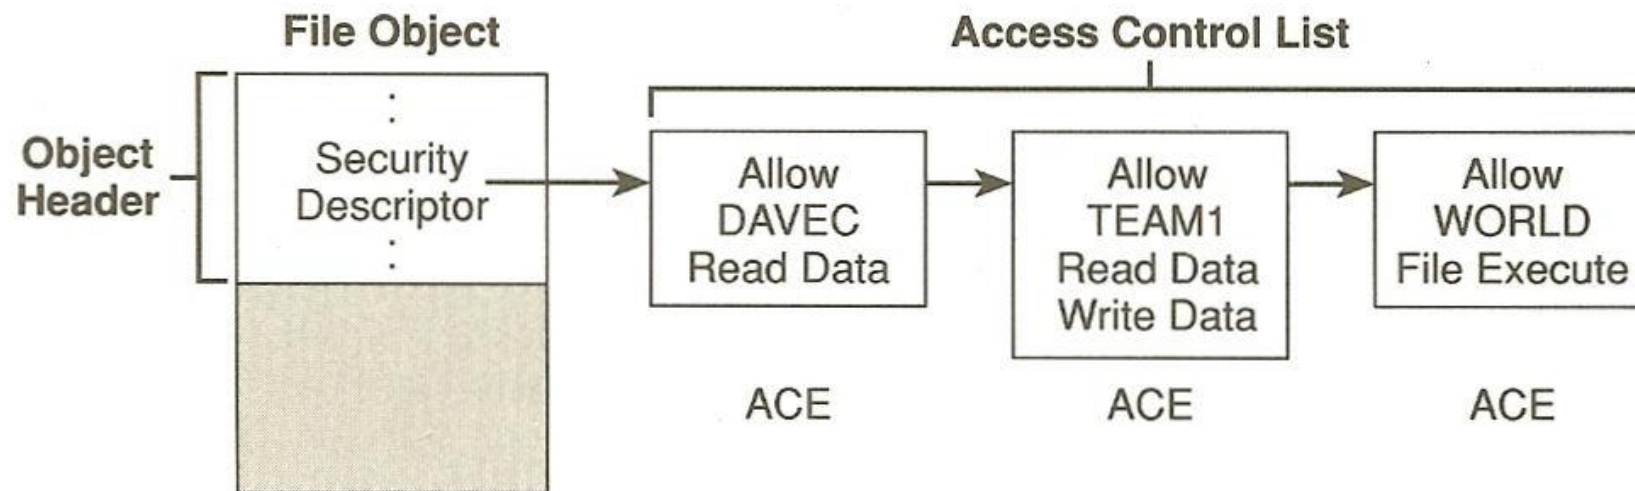 File Object
Access Control List
Object
Header
Security
Descriptor
Allow
DAVEC
Read Data
Allow
TEAM1
Read Data
Write Data
Allow
WORLD
File Execute
ACE
ACE
ACE